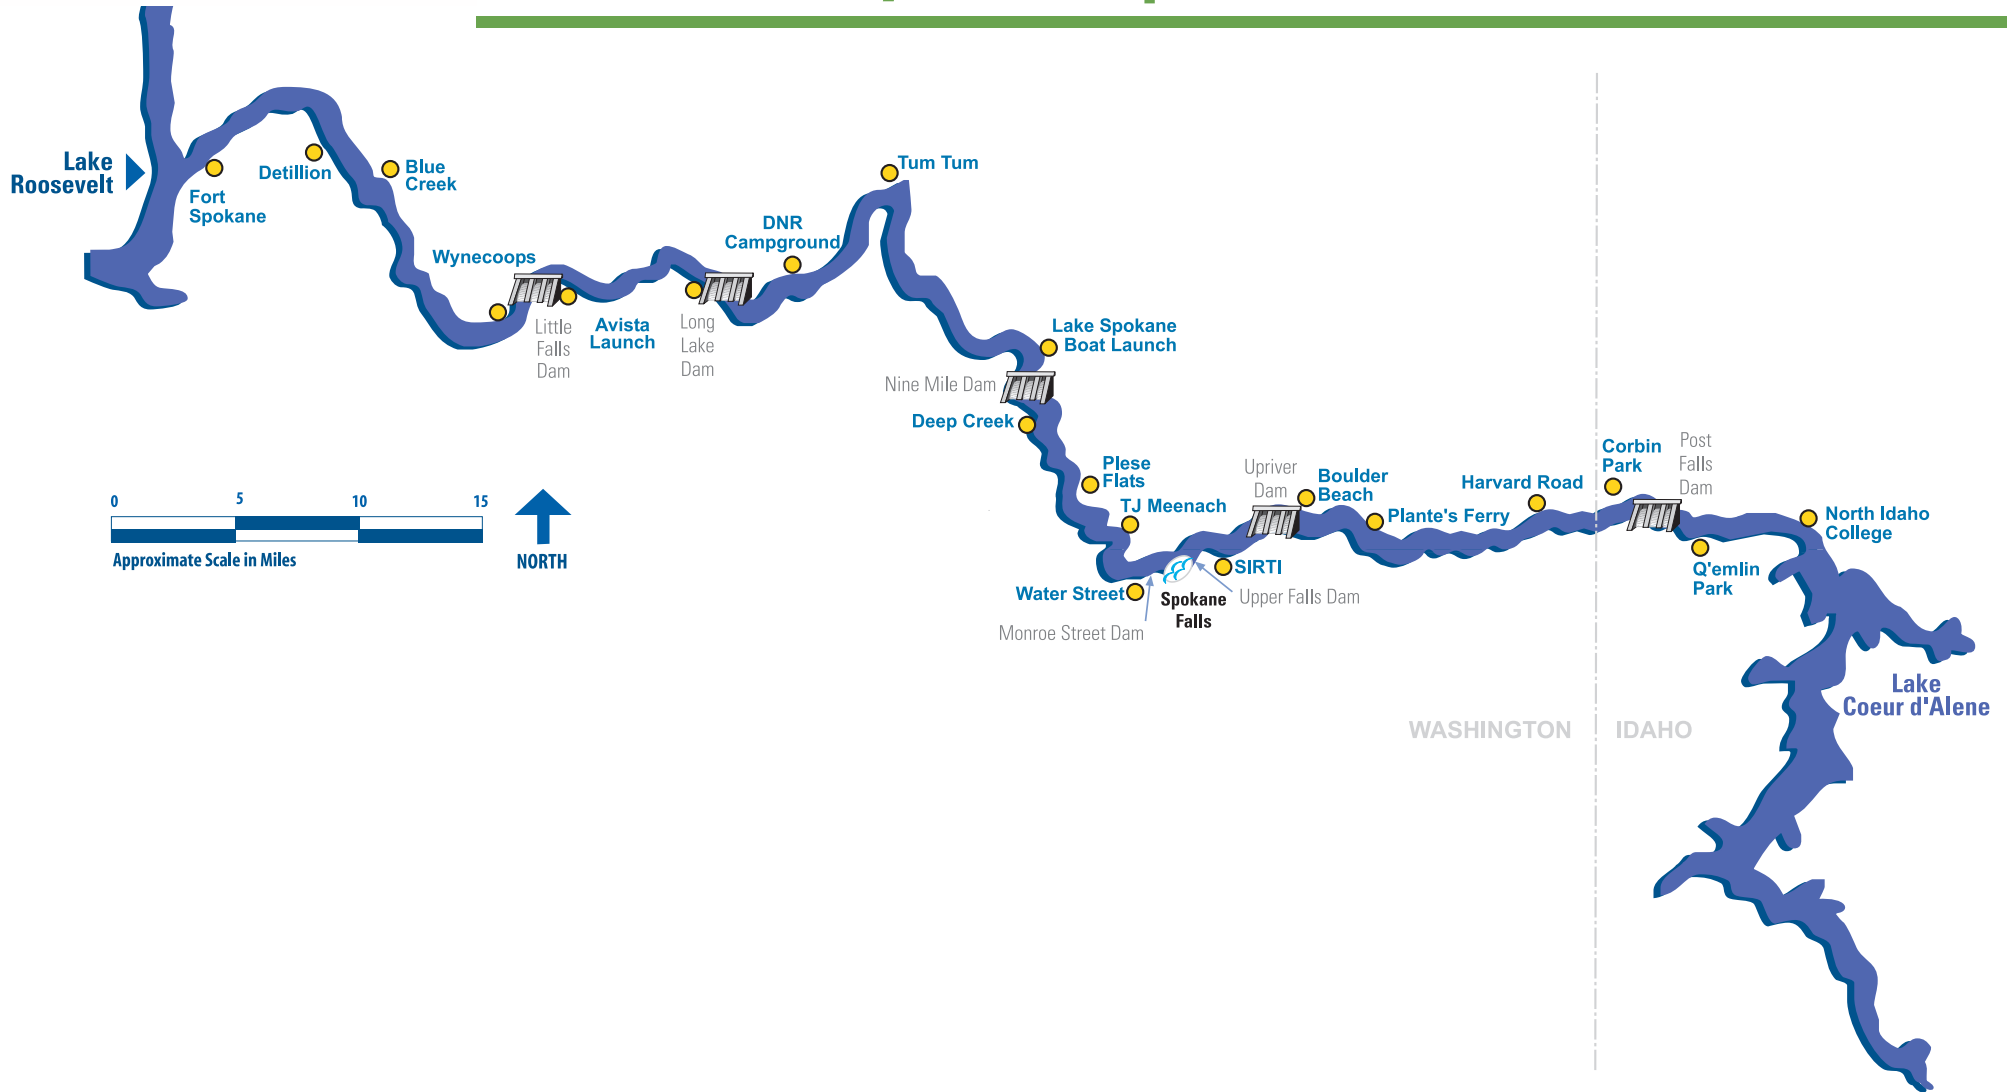 Lake
Roosevelt
Fort
Spokane
Detillion
Blue
Creek
Wynecoops
Little
Falls
Dam
Avista
Launch
Long
Lake
Dam
DNR
Campground
Tum Tum
Lake Spokane
Boat Launch
Nine Mile Dam
Deep Creek
Plese
Flats
TJ Meenach
Water Street
Monroe Street Dam
Spokane
Falls
Upper Falls Dam
SIRTI
Upriver
Dam
Boulder
Beach
Plante's Ferry
Harvard Road
Corbin
Park
Post
Falls
Dam
Q'emlin
Park
North Idaho
College
Lake
Coeur d'Alene
WASHINGTON
IDAHO
0 5 10 15
Approximate Scale in Miles
NORTH